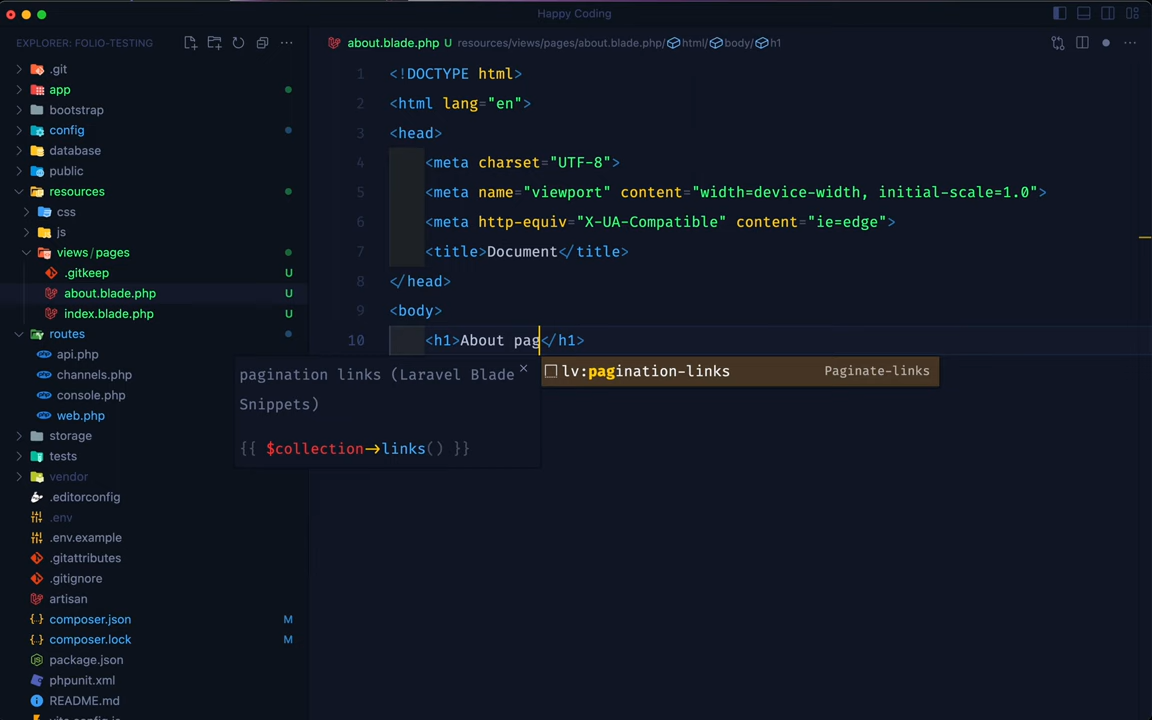 Happy Coding
EXPLORER: FOLIO-TESTING
.git
app
bootstrap
config
database
public
resources
css
js
views/pages
.gitkeep U
about.blade.php U
index.blade.php U
routes
api.php
channels.php
console.php
web.php
storage
tests
vendor
.editorconfig
.env
.env.example
.gitattributes
.gitignore
artisan
composer.json M
composer.lock M
package.json
phpunit.xml
README.md
about.blade.php U resources/views/pages/about.blade.php/html/body/h1
1 <!DOCTYPE html>
2 <html lang="en">
3 <head>
4 <meta charset="UTF-8">
5 <meta name="viewport" content="width=device-width, initial-scale=1.0">
6 <meta http-equiv="X-UA-Compatible" content="ie=edge">
7 <title>Document</title>
8 </head>
9 <body>
10 <h1>About pag</h1>
pagination links (Laravel Blade
Snippets)
{{ $collection->links() }}
lv:pagination-links Paginate-links